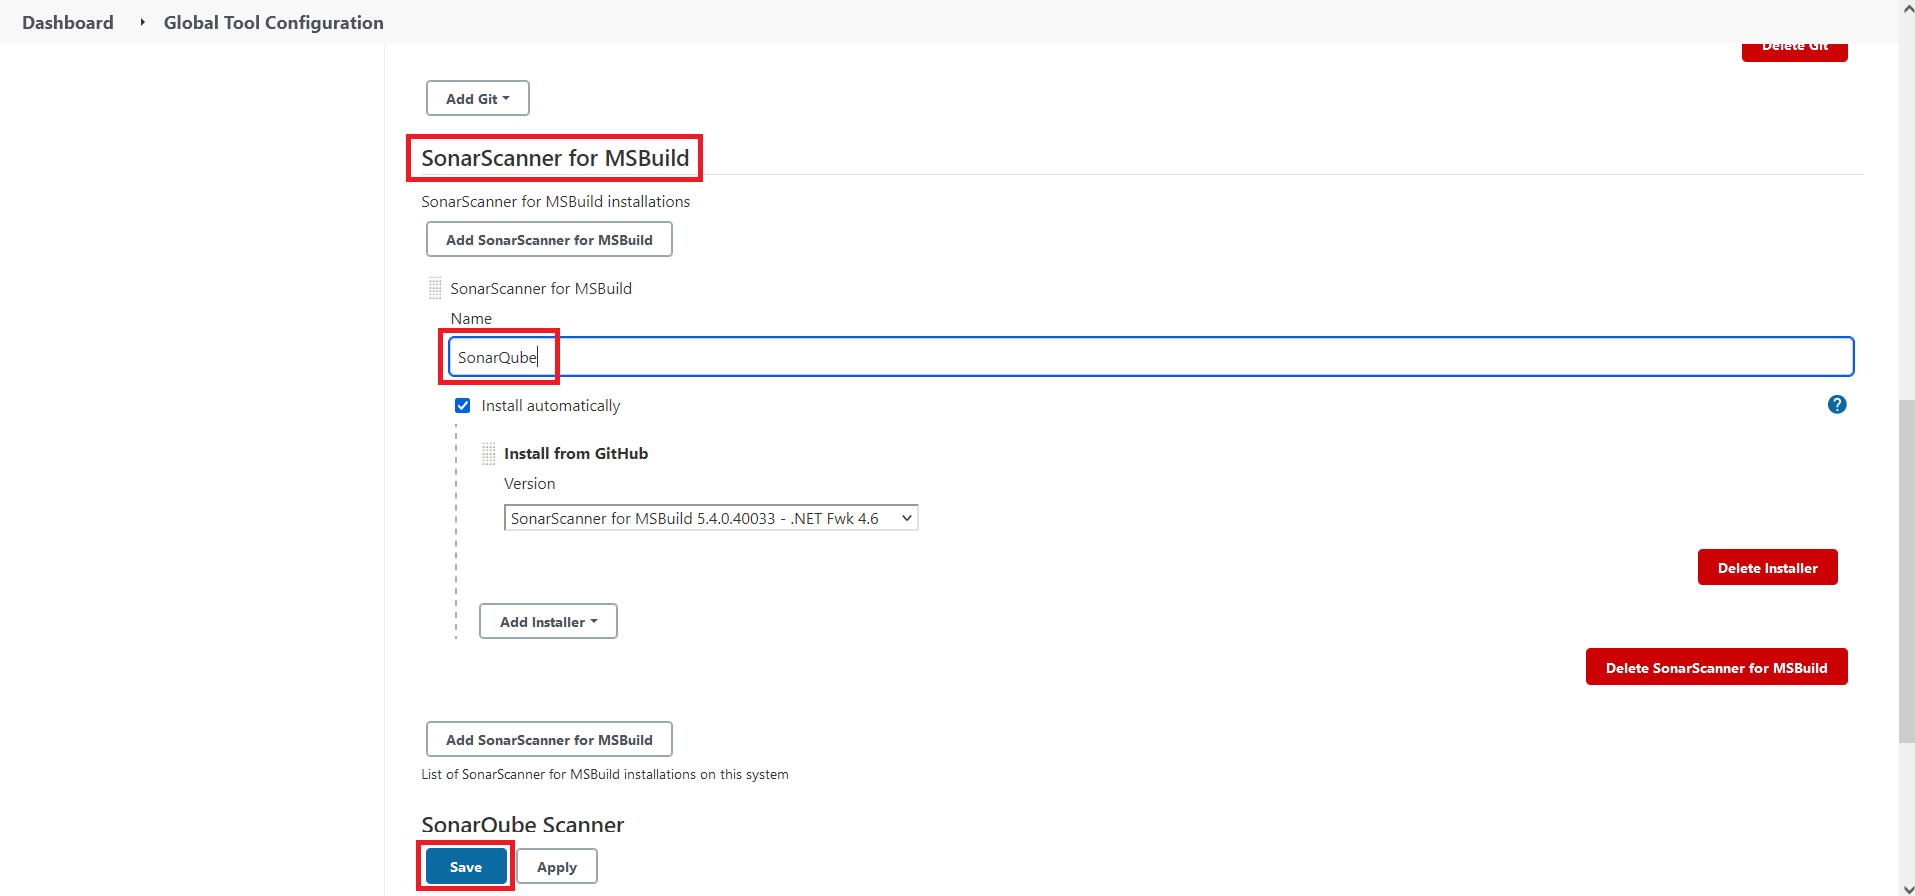 Dashboard
Global Tool Configuration
Delete Git
Add Git
SonarScanner for MSBuild
SonarScanner for MSBuild installations
Add SonarScanner for MSBuild
SonarScanner for MSBuild
Name
SonarQube
Install automatically
?
Install from GitHub
Version
SonarScanner for MSBuild 5.4.0.40033 - .NET Fwk 4.6
Delete Installer
Add Installer
Delete SonarScanner for MSBuild
Add SonarScanner for MSBuild
List of SonarScanner for MSBuild installations on this system
SonarQube Scanner
Save
Apply